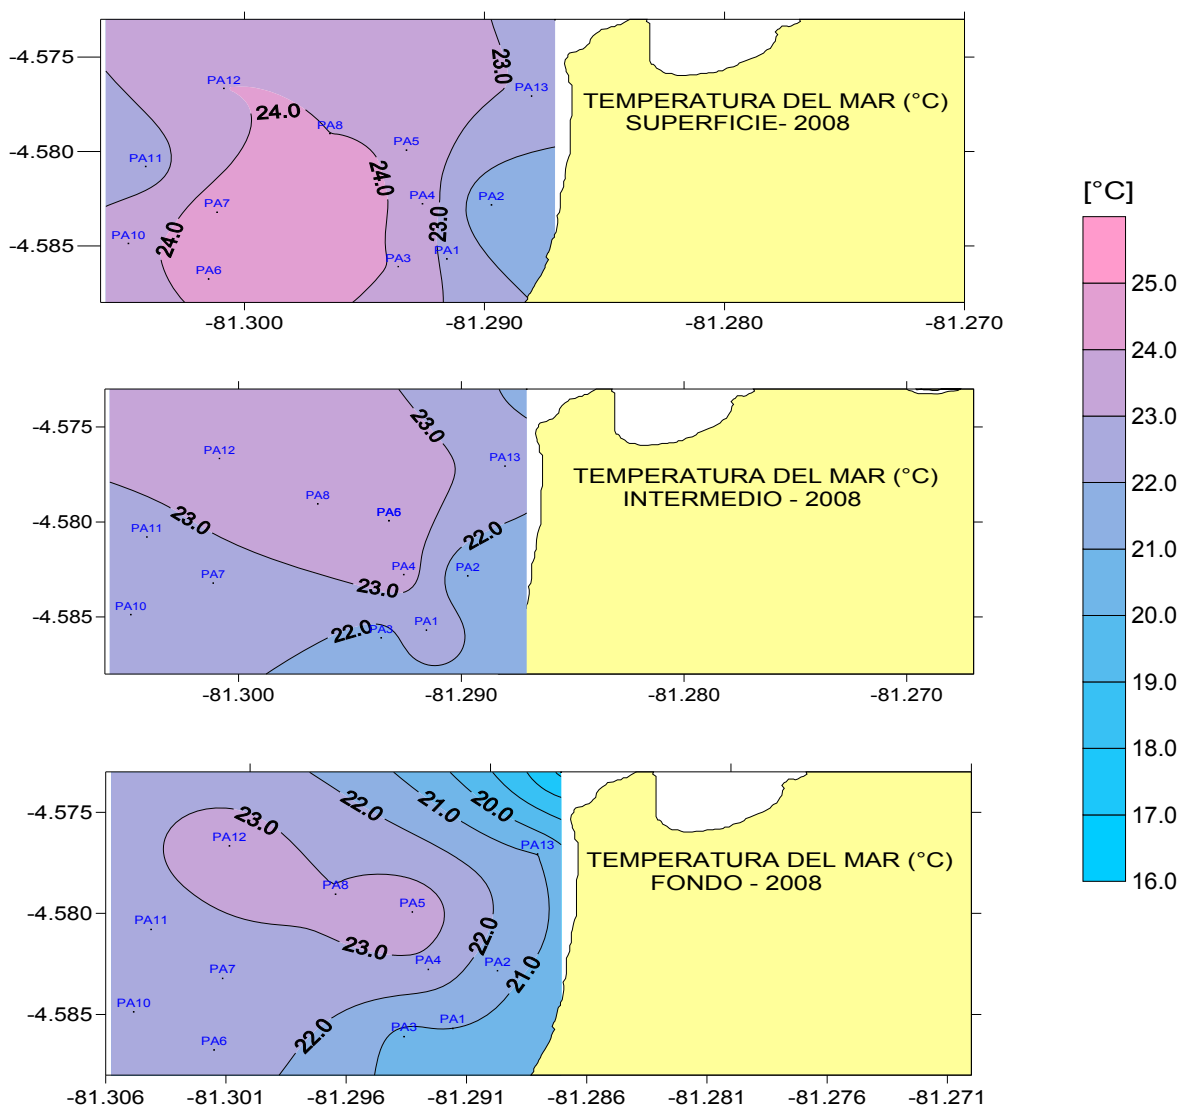 -4.575
23.0
PA12
PA13
TEMPERATURA DEL MAR (°C)
24.0
PA8
SUPERFICIE- 2008
-4.580
PA5
PA11
24.0
[°C]
PA4
PA2
PA7
23.0
-4.585
PA10
24.0
PA1
PA3
PA6
-81.300
-81.290
-81.280
-81.270
25.0
24.0
23.0
22.0
21.0
20.0
19.0
18.0
17.0
16.0
-4.575
23.0
PA12
PA13
TEMPERATURA DEL MAR (°C)
PA8
INTERMEDIO - 2008
-4.580
23.0
PA11
22.0
PA4
PA2
PA7
23.0
-4.585
PA10
22.0
PA3
PA1
-81.300
-81.290
-81.280
-81.270
-4.575
23.0
22.0
21.0
20.0
PA12
PA13
TEMPERATURA DEL MAR (°C)
PA8
FONDO - 2008
-4.580
PA5
PA11
22.0
23.0
PA4
PA2
PA7
21.0
-4.585
PA10
22.0
PA3
PA1
PA6
-81.306
-81.301
-81.296
-81.291
-81.286
-81.281
-81.276
-81.271